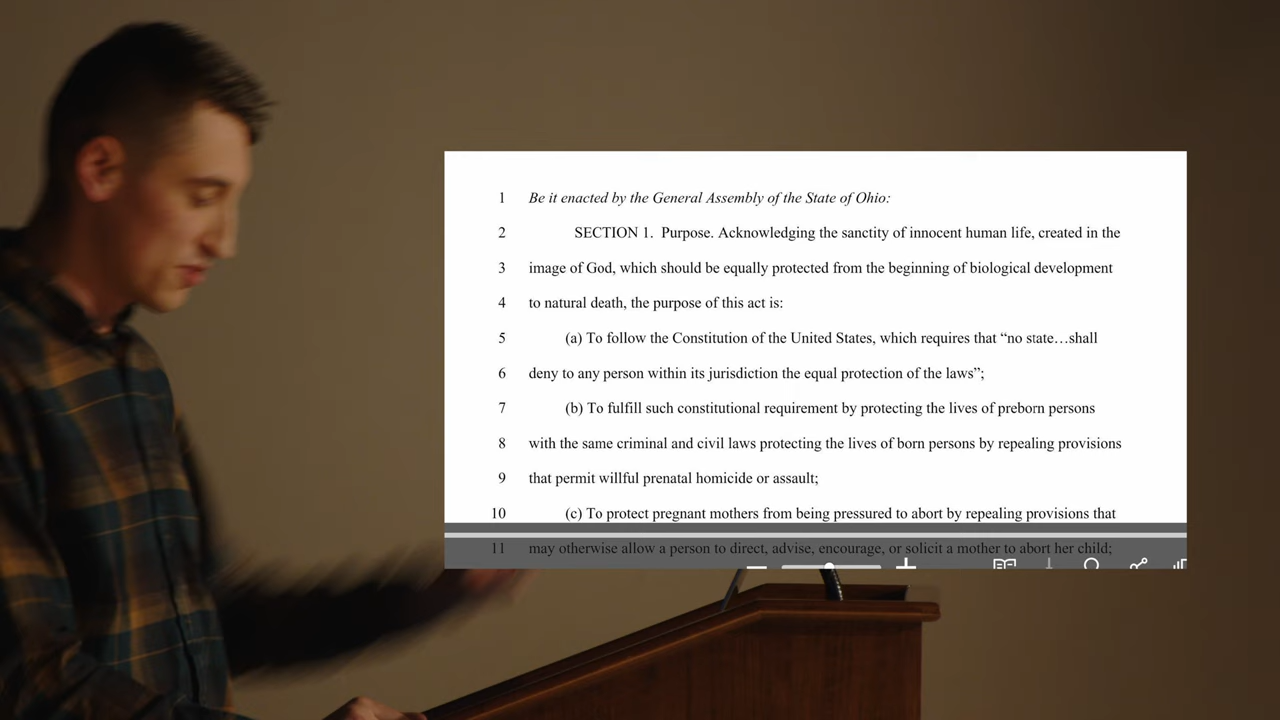 1 Be it enacted by the General Assembly of the State of Ohio:
2 SECTION 1. Purpose. Acknowledging the sanctity of innocent human life, created in the
3 image of God, which should be equally protected from the beginning of biological development
4 to natural death, the purpose of this act is:
5 (a) To follow the Constitution of the United States, which requires that “no state…shall
6 deny to any person within its jurisdiction the equal protection of the laws”;
7 (b) To fulfill such constitutional requirement by protecting the lives of preborn persons
8 with the same criminal and civil laws protecting the lives of born persons by repealing provisions
9 that permit willful prenatal homicide or assault;
10 (c) To protect pregnant mothers from being pressured to abort by repealing provisions that
11 may otherwise allow a person to direct, advise, encourage, or solicit a mother to abort her child;